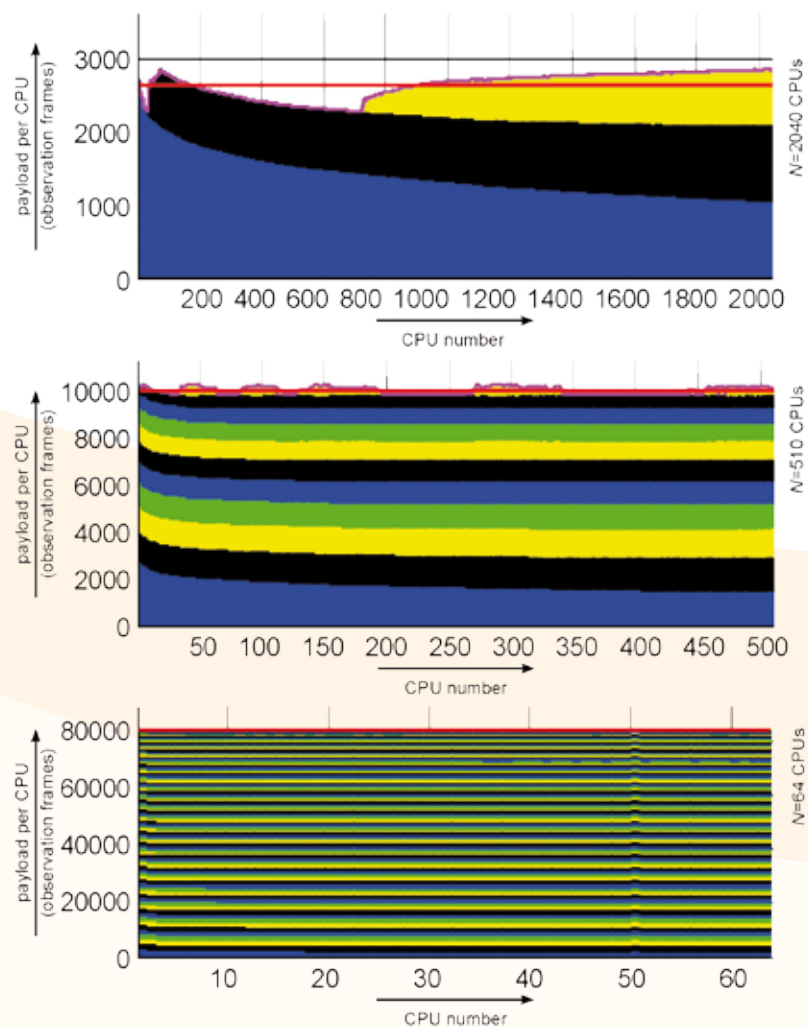 payload per CPU
(observation frames)
3000
2000
1000
0
200 400 600 800 1000 1200 1400 1600 1800 2000
CPU number
N=2040 CPUs
payload per CPU
(observation frames)
10000
8000
6000
4000
2000
0
50 100 150 200 250 300 350 400 450 500
CPU number
N=510 CPUs
payload per CPU
(observation frames)
80000
60000
40000
20000
0
10 20 30 40 50 60
CPU number
N=64 CPUs